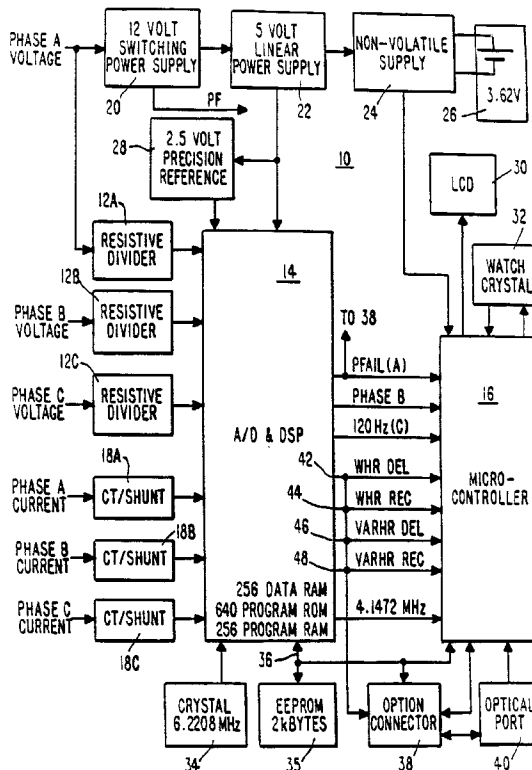 PHASE A
VOLTAGE
12 VOLT
SWITCHING
POWER SUPPLY
20
5 VOLT
LINEAR
POWER SUPPLY
22
NON-VOLATILE
SUPPLY
24
3.62V
26
PF
28
2.5 VOLT
PRECISION
REFERENCE
10
30
LCD
32
WATCH
CRYSTAL
12A
RESISTIVE
DIVIDER
12B
PHASE B
VOLTAGE
RESISTIVE
DIVIDER
12C
PHASE C
VOLTAGE
RESISTIVE
DIVIDER
14
A/D & DSP
256 DATA RAM
640 PROGRAM ROM
256 PROGRAM RAM
TO 38
PFAIL(A)
PHASE B
120Hz(C)
42
WHR DEL
44
WHR REC
46
VARHR DEL
48
VARHR REC
4.1472 MHz
16
MICRO-
CONTROLLER
18A
PHASE A
CURRENT
CT/SHUNT
18B
PHASE B
CURRENT
CT/SHUNT
PHASE C
CURRENT
CT/SHUNT
18C
36
CRYSTAL
6.2208 MHz
34
EEPROM
2kBYTES
35
OPTION
CONNECTOR
38
OPTICAL
PORT
40